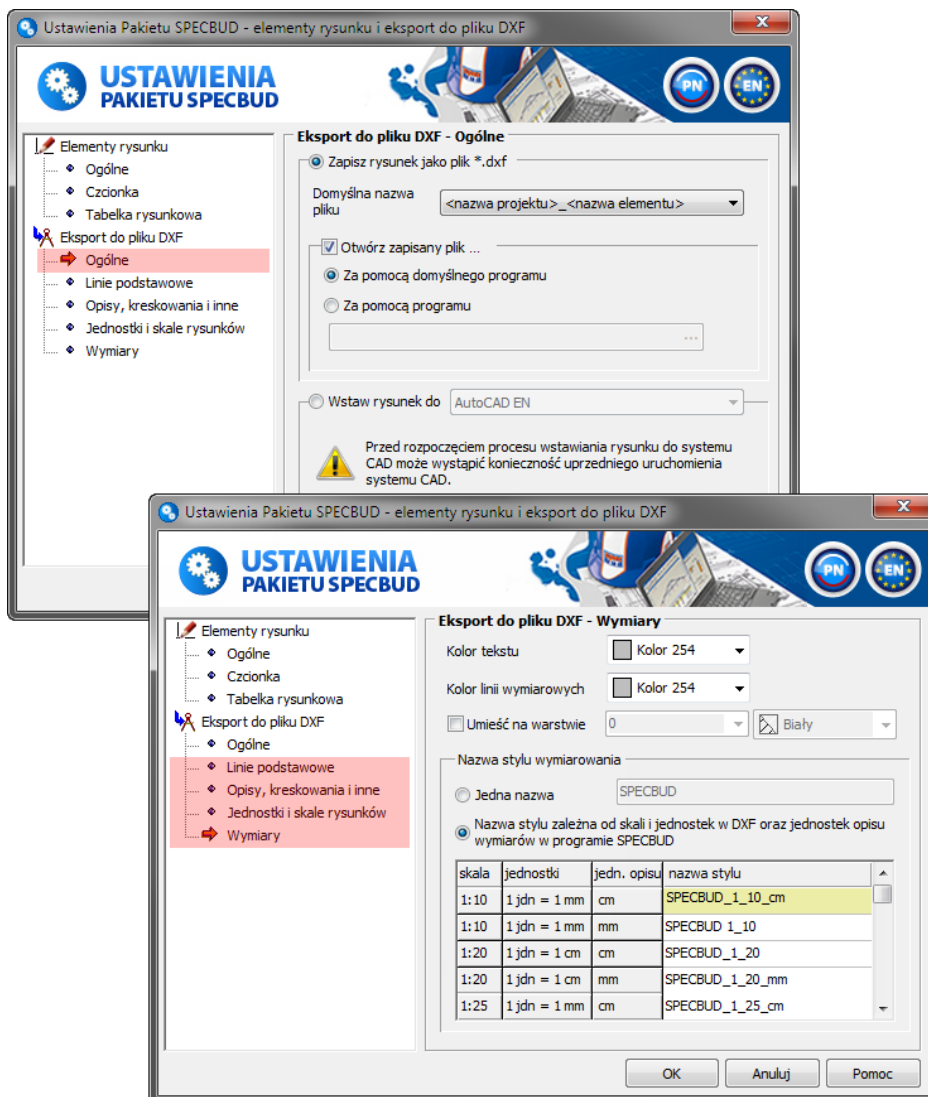 Ustawienia Pakietu SPECBUD - elementy rysunku i eksport do pliku DXF
USTAWIENIA
PAKIETU SPECBUD
PN
EN
Elementy rysunku
Ogólne
Czcionka
Tabelka rysunkowa
Eksport do pliku DXF
Ogólne
Linie podstawowe
Opisy, kreskowania i inne
Jednostki i skale rysunków
Wymiary
Eksport do pliku DXF - Ogólne
Zapisz rysunek jako plik *.dxf
Domyślna nazwa
pliku
<nazwa projektu>_<nazwa elementu>
Otwórz zapisany plik ...
Za pomocą domyślnego programu
Za pomocą programu
...
Wstaw rysunek do
AutoCAD EN
Przed rozpoczęciem procesu wstawiania rysunku do systemu
CAD może wystąpić konieczność uprzedniego uruchomienia
systemu CAD.
Ustawienia Pakietu SPECBUD - elementy rysunku i eksport do pliku DXF
USTAWIENIA
PAKIETU SPECBUD
PN
EN
Elementy rysunku
Ogólne
Czcionka
Tabelka rysunkowa
Eksport do pliku DXF
Ogólne
Linie podstawowe
Opisy, kreskowania i inne
Jednostki i skale rysunków
Wymiary
Eksport do pliku DXF - Wymiary
Kolor tekstu
Kolor 254
Kolor linii wymiarowych
Kolor 254
Umieść na warstwie
0
Biały
Nazwa stylu wymiarowania
Jedna nazwa
SPECBUD
Nazwa stylu zależna od skali i jednostek w DXF oraz jednostek opisu
wymiarów w programie SPECBUD
skala jednostki jedn. opisu nazwa stylu
1:10 1 jdn = 1 mm cm SPECBUD_1_10_cm
1:10 1 jdn = 1 mm mm SPECBUD 1_10
1:20 1 jdn = 1 cm cm SPECBUD_1_20
1:20 1 jdn = 1 cm mm SPECBUD_1_20_mm
1:25 1 jdn = 1 mm cm SPECBUD_1_25_cm
OK
Anuluj
Pomoc